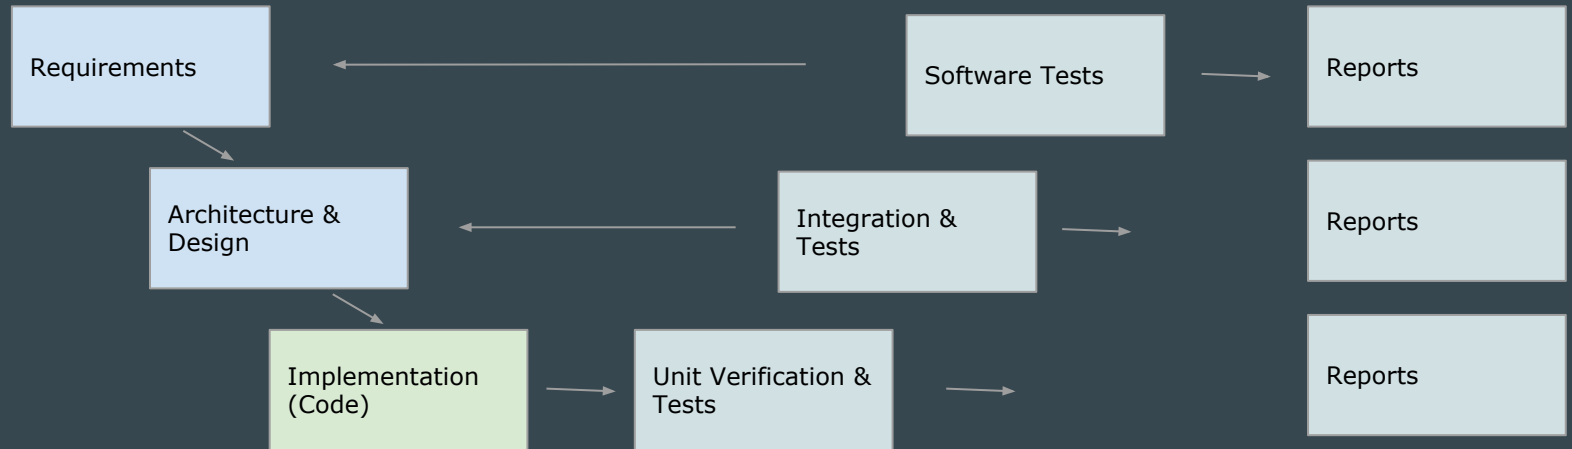 Requirements
Software Tests
Reports
Architecture &
Design
Integration &
Tests
Reports
Implementation
(Code)
Unit Verification &
Tests
Reports